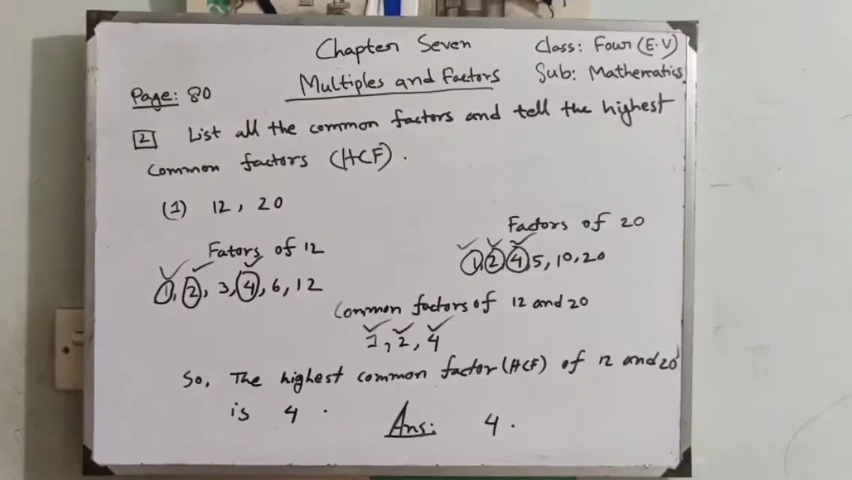 Chapter Seven
Class: Four (E.V)
Multiples and Factors
Sub: Mathematics
Page: 80
2 List all the common factors and tell the highest
common factors (HCF).
(1) 12, 20
Factors of 20
Fators of 12
1, 2, 4, 5, 10, 20
1, 2, 3, 4, 6, 12
Common factors of 12 and 20
1, 2, 4
So, The highest common factor (HCF) of 12 and 20
is 4.
Ans: 4.